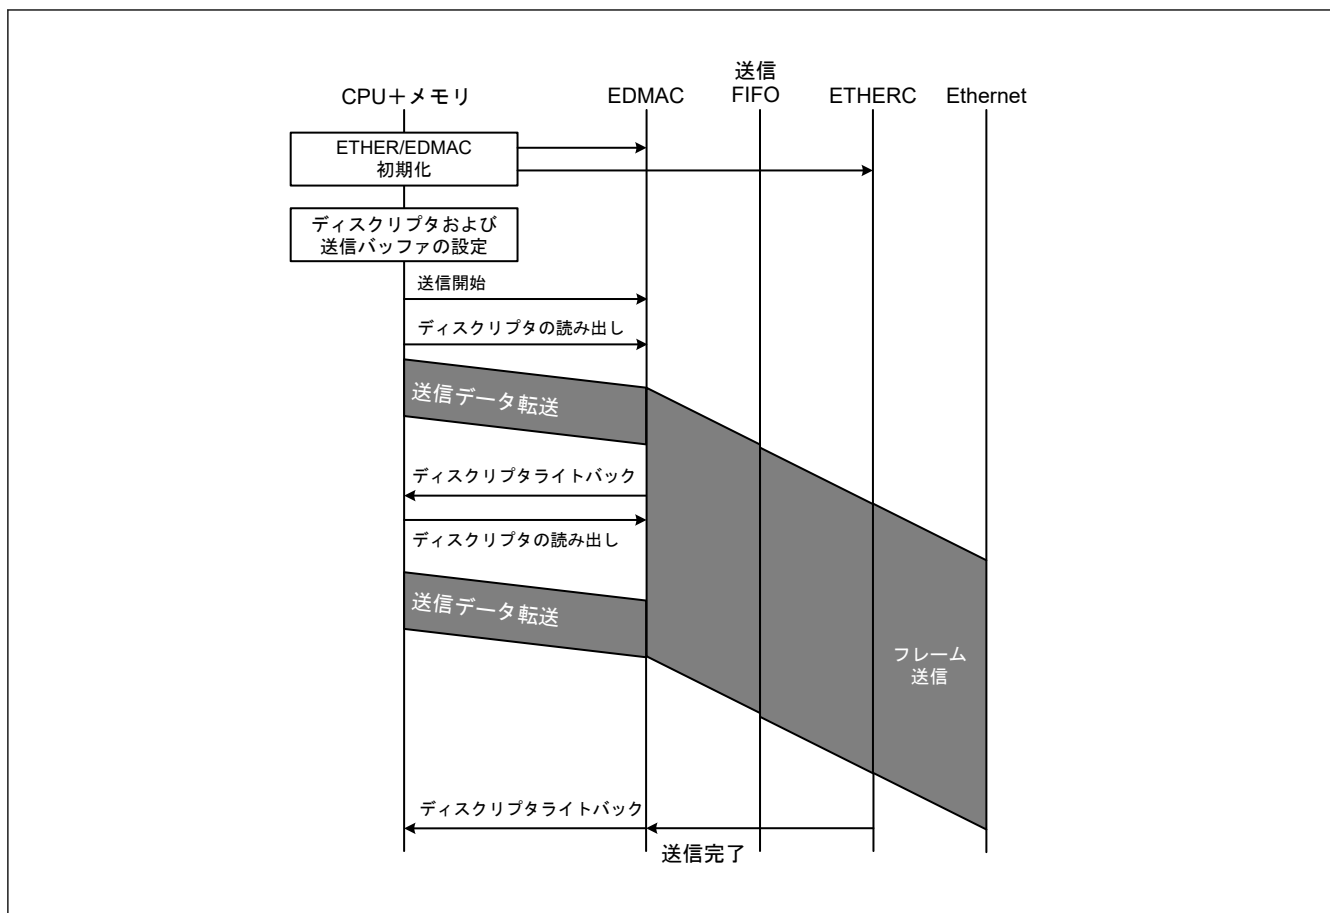 送信
CPU+メモリ EDMAC FIFO ETHERC Ethernet
ETHER/EDMAC
初期化
ディスクリプタおよび
送信バッファの設定
送信開始
ディスクリプタの読み出し
送信データ転送
ディスクリプタライトバック
ディスクリプタの読み出し
送信データ転送
フレーム
送信
ディスクリプタライトバック
送信完了